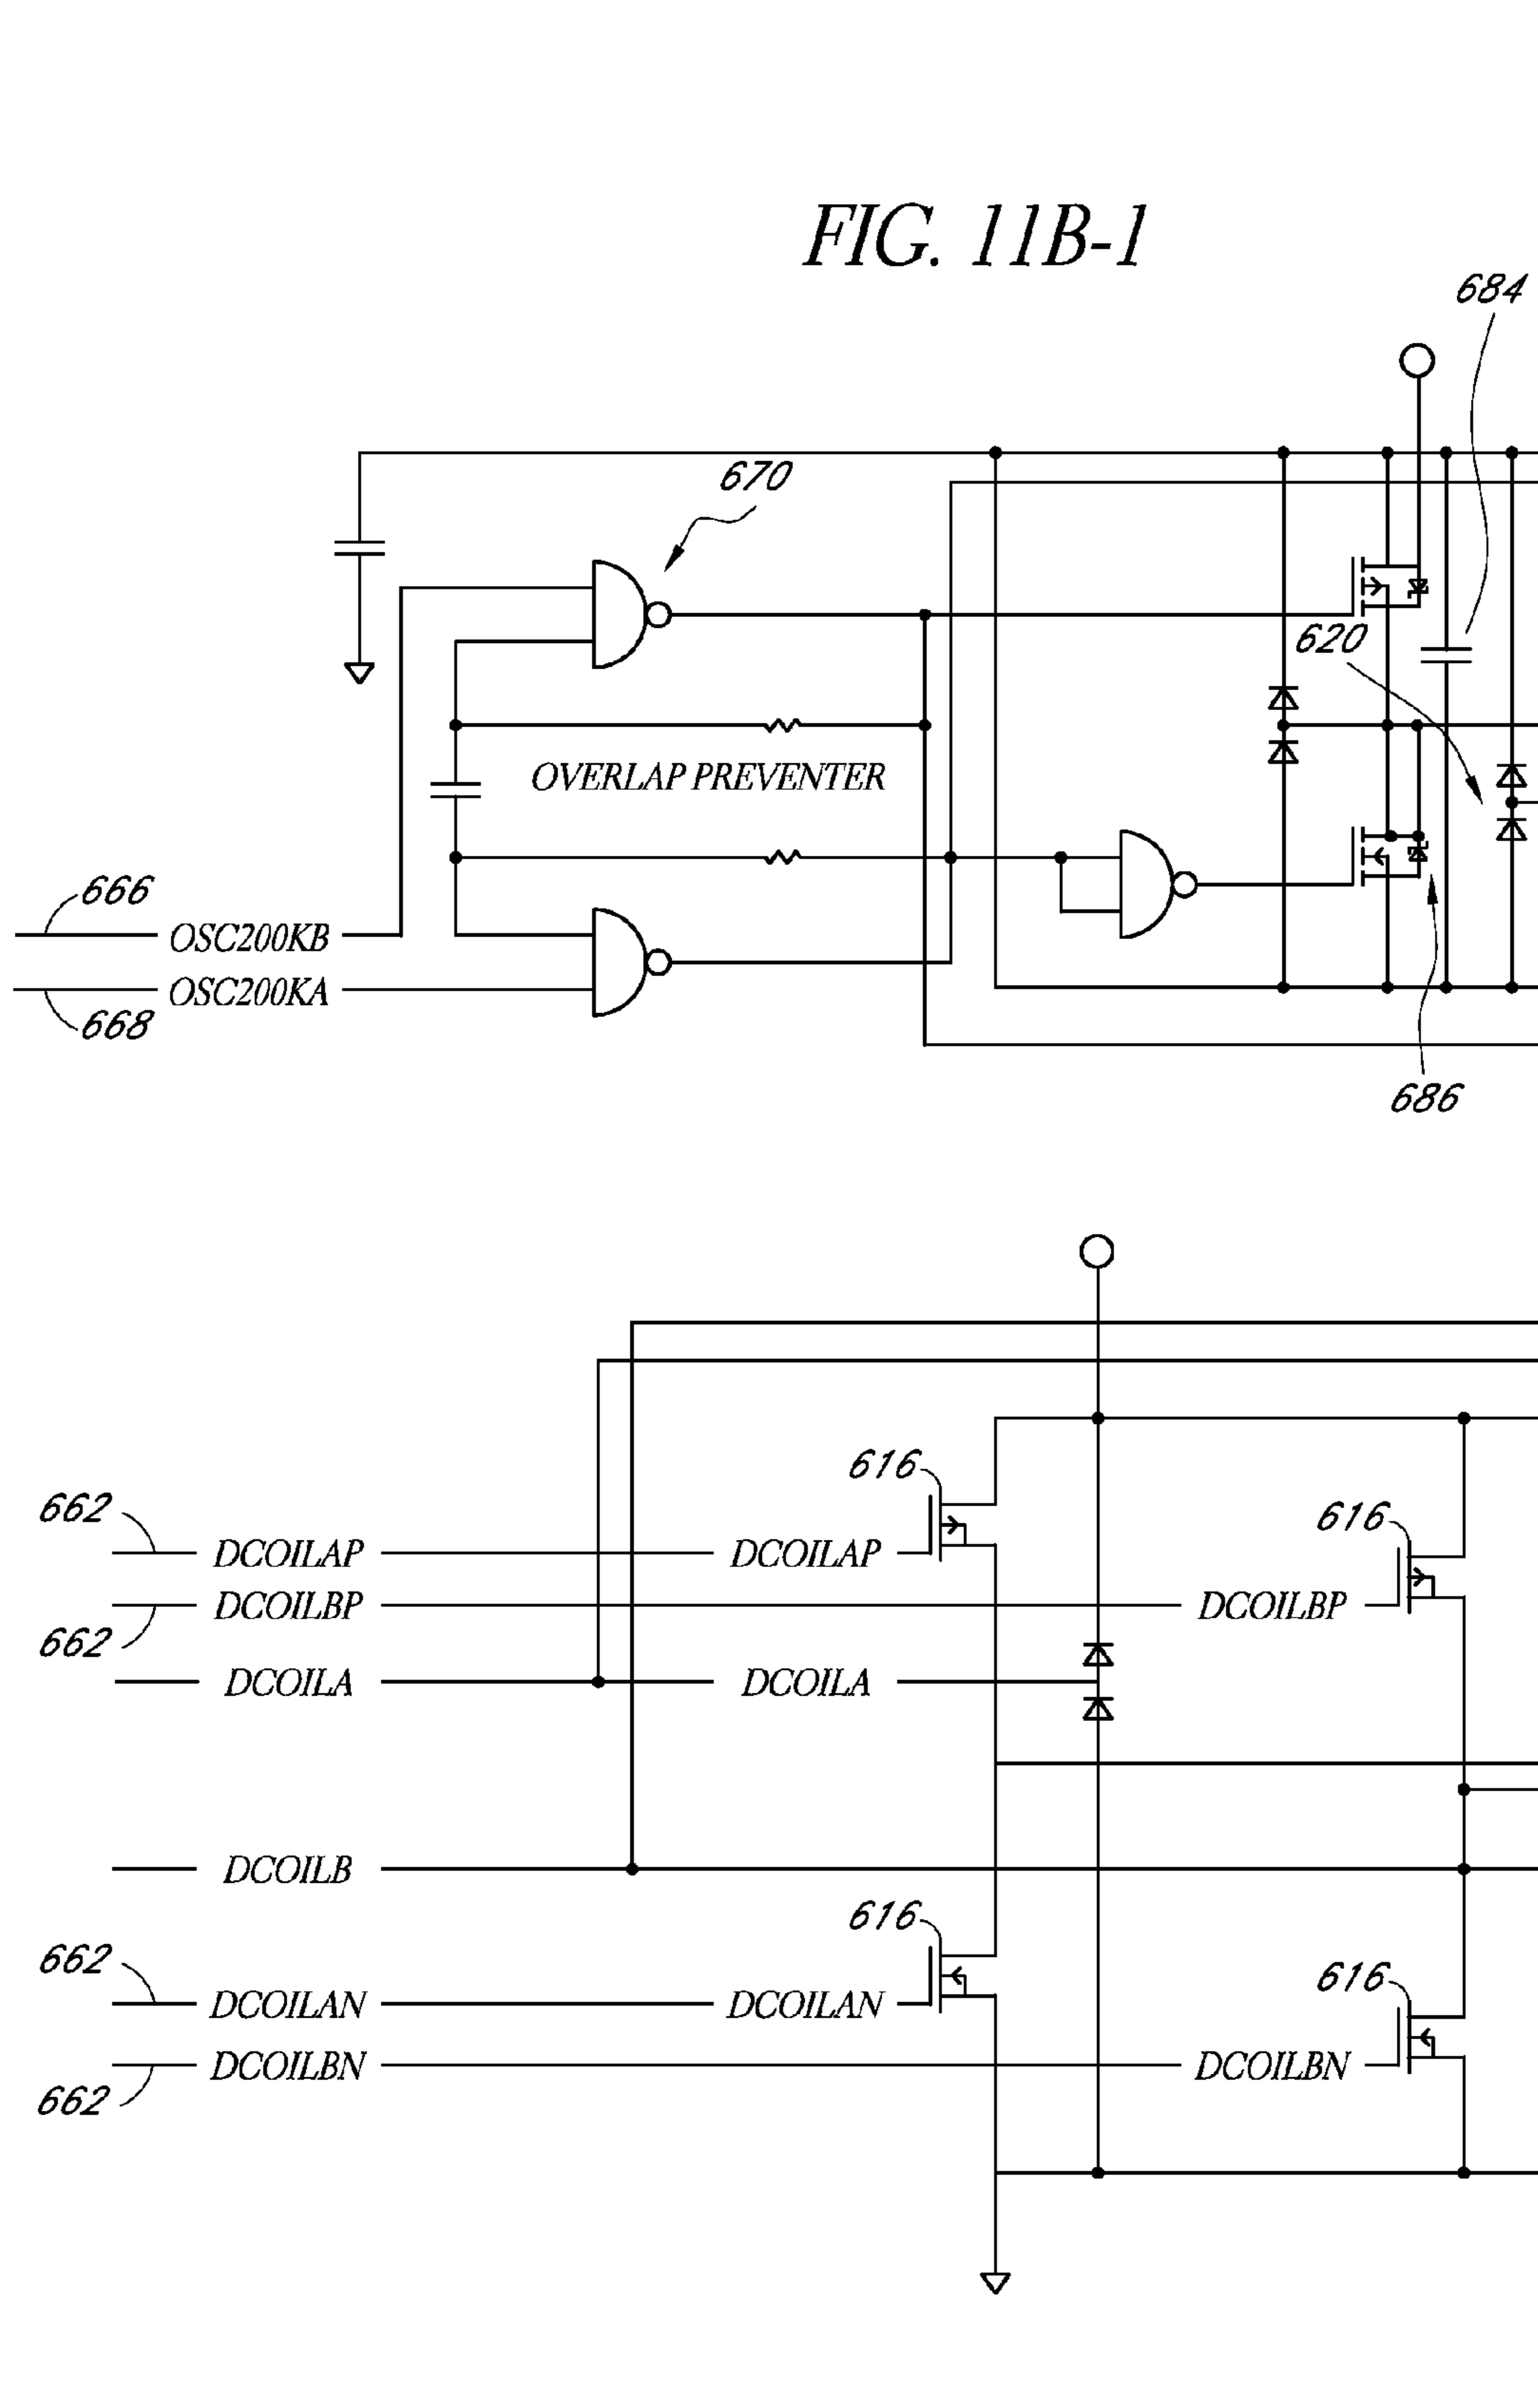 FIG. 11B-1
684
670
620
OVERLAP PREVENTER
666
OSC200KB
OSC200KA
668
686
616
662
616
DCOILAP
DCOILAP
DCOILBP
DCOILBP
662
DCOILA
DCOILA
DCOILB
616
662
616
DCOILAN
DCOILAN
DCOILBN
DCOILBN
662